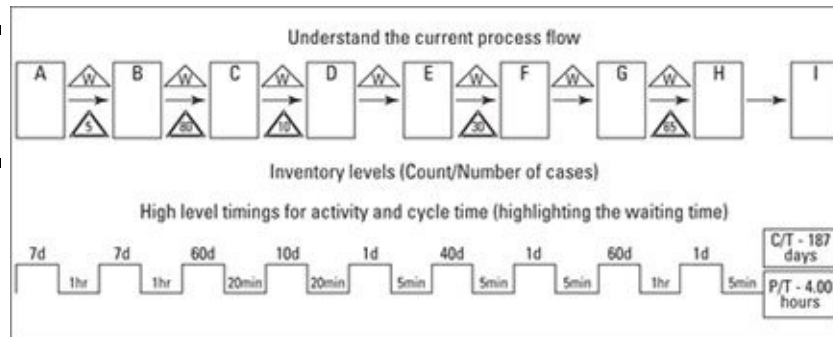 Understand the current process flow
A B C D E F G H I
W W W W W W W
5 80 10 30 65
Inventory levels (Count/Number of cases)
High level timings for activity and cycle time (highlighting the waiting time)
7d 7d 60d 10d 1d 40d 1d 60d 1d
C/T - 187
days
1hr 1hr 20min 20min 5min 5min 5min 1hr 5min
P/T - 4.00
hours